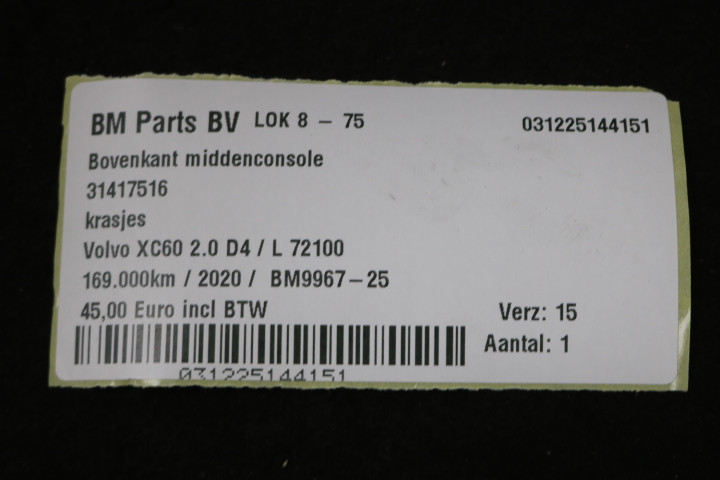 BM Parts BV LOK 8 - 75 031225144151
Bovenkant middenconsole
31417516
krasjes
Volvo XC60 2.0 D4 / L 72100
169.000km / 2020 / BM9967-25
45,00 Euro incl BTW Verz: 15
Aantal: 1
031225144151